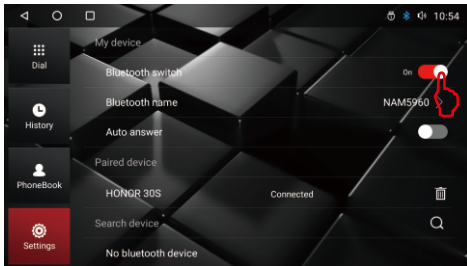 10:54
Dial
History
PhoneBook
Settings
My device
Bluetooth switch On
Bluetooth name NAM5960
Auto answer
Paired device
HONOR 30S Connected
Search device
No bluetooth device